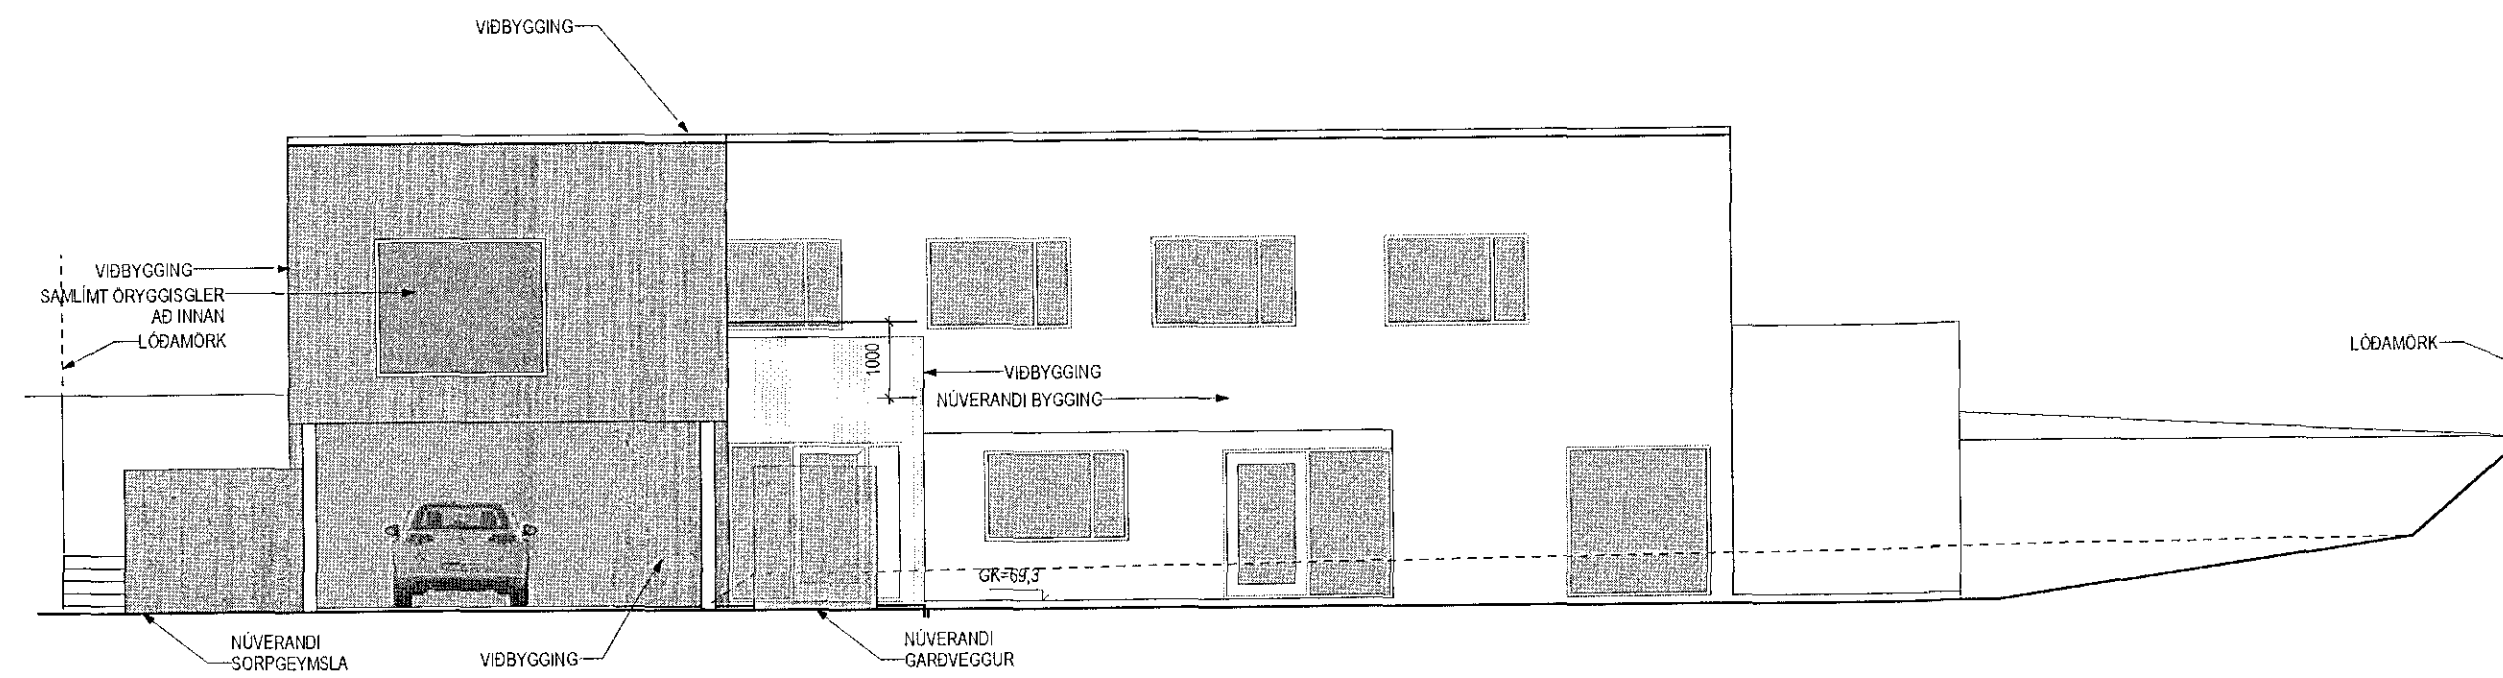 VIÐBYGGING
VIÐBYGGING
SAMLÍMT ÖRYGGISGLER
AÐ INNAN
LÓÐAMÖRK
1000
VIÐBYGGING
NÚVERANDI BYGGING
LÓÐAMÖRK
GK=69,3
NÚVERANDI
SORPGEYMSLA
VIÐBYGGING
NÚVERANDI
GARÐVEGGUR